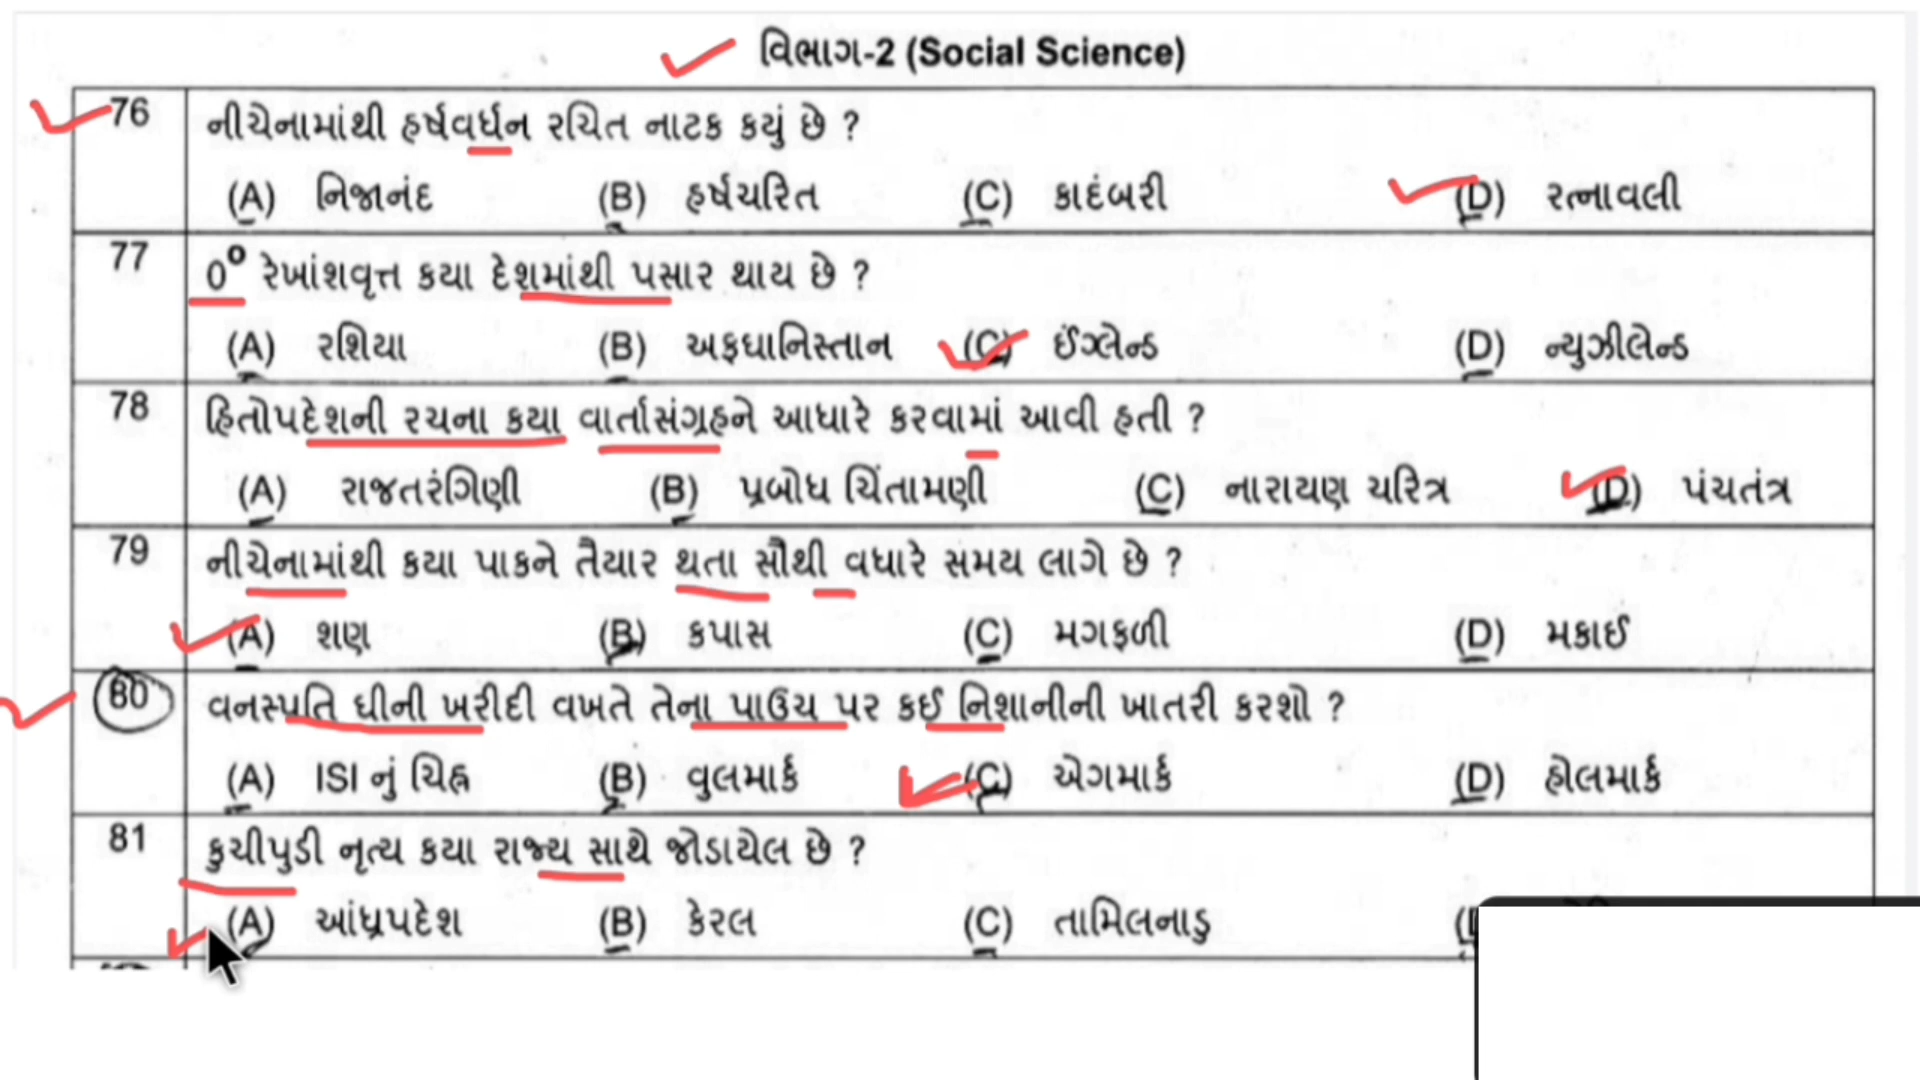 વિભાગ-2 (Social Science)
76 નીચેનામાંથી હર્ષવર્ધન રચિત નાટક કયું છે ?
(A) નિજાનંદ (B) હર્ષચરિત (C) કાદંબરી (D) રત્નાવલી
77 0° રેખાંશવૃત્ત કયા દેશમાંથી પસાર થાય છે ?
(A) રશિયા (B) અફઘાનિસ્તાન (C) ઈંગ્લેન્ડ (D) ન્યુઝીલેન્ડ
78 હિતોપદેશની રચના કયા વાર્તાસંગ્રહને આધારે કરવામાં આવી હતી ?
(A) રાજતરંગિણી (B) પ્રબોધ ચિંતામણી (C) નારાયણ ચરિત્ર (D) પંચતંત્ર
79 નીચેનામાંથી કયા પાકને તૈયાર થતા સૌથી વધારે સમય લાગે છે ?
(A) શણ (B) કપાસ (C) મગફળી (D) મકાઈ
80 વનસ્પતિ ઘીની ખરીદી વખતે તેના પાઉચ પર કઈ નિશાનીની ખાતરી કરશો ?
(A) ISI નું ચિહ્ન (B) વુલમાર્ક (C) એગમાર્ક (D) હોલમાર્ક
81 કુચીપુડી નૃત્ય કયા રાજ્ય સાથે જોડાયેલ છે ?
(A) આંધ્રપદેશ (B) કેરલ (C) તામિલનાડુ